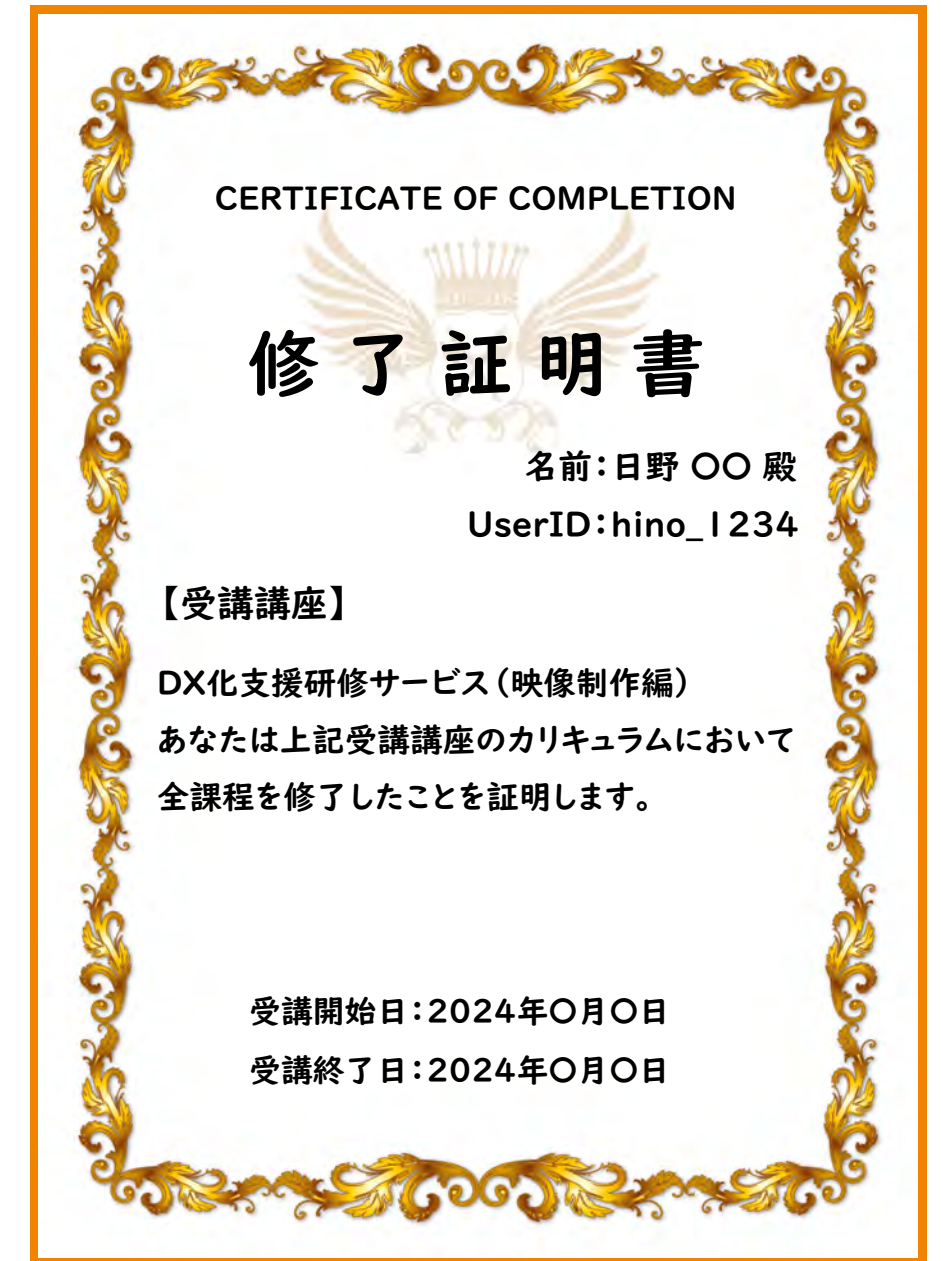 CERTIFICATE OF COMPLETION
修了証明書
名前：日野 〇〇 殿
UserID：hino_1234
【受講講座】
DX化支援研修サービス（映像制作編）
あなたは上記受講講座のカリキュラムにおいて
全課程を修了したことを証明します。
受講開始日：2024年〇月〇日
受講終了日：2024年〇月〇日